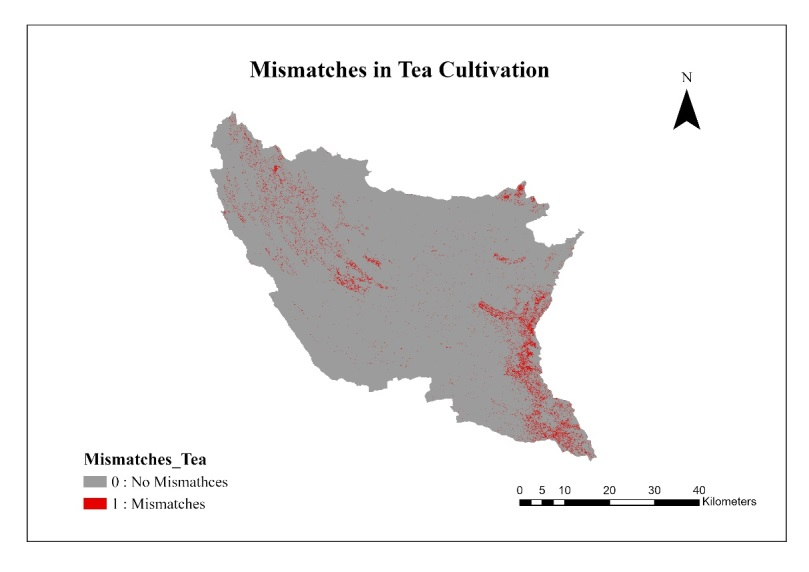 Mismatches in Tea Cultivation
N
Mismatches_Tea
0 : No Mismathces
1 : Mismatches
0 5 10 20 30 40
Kilometers